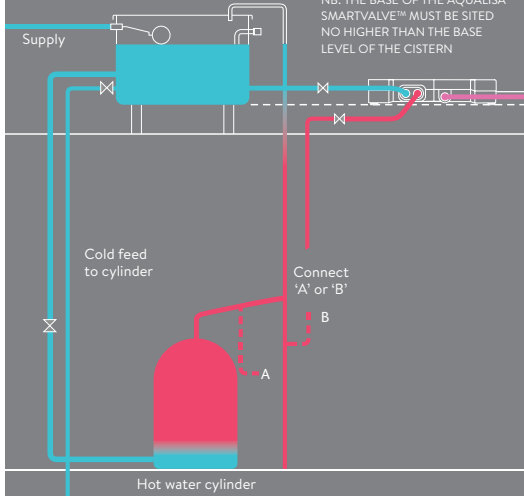 NB: THE BASE OF THE AQUALISA
SMARTVALVE™ MUST BE SITED
NO HIGHER THAN THE BASE
LEVEL OF THE CISTERN
Supply
Cold feed
to cylinder
Connect
‘A’ or ‘B’
B
A
Hot water cylinder